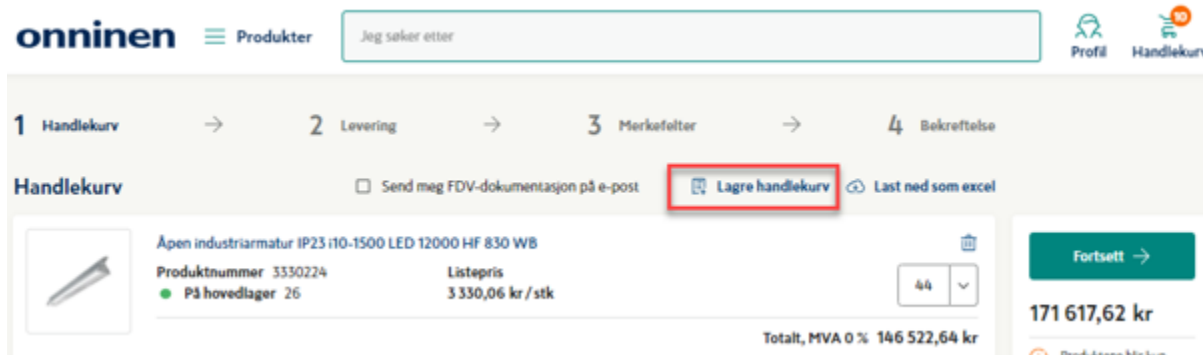 onninen
Produkter
Jeg søker etter
Profil
10
Handlekurv
1 Handlekurv → 2 Levering → 3 Merkefelter → 4 Bekreftelse
Handlekurv
Send meg FDV-dokumentasjon på e-post
Lagre handlekurv
Last ned som excel
Åpen industriarmatur IP23 i10-1500 LED 12000 HF 830 WB
Produktnummer 3330224
Listepris
På hovedlager 26
3 330,06 kr / stk
44
Totalt, MVA 0 % 146 522,64 kr
Fortsett →
171 617,62 kr